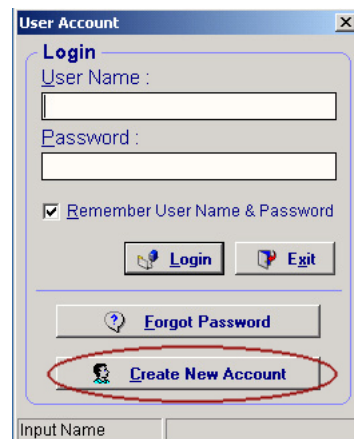 User Account
Login
User Name :
Password :
Remember User Name & Password
Login Exit
Forgot Password
Create New Account
Input Name